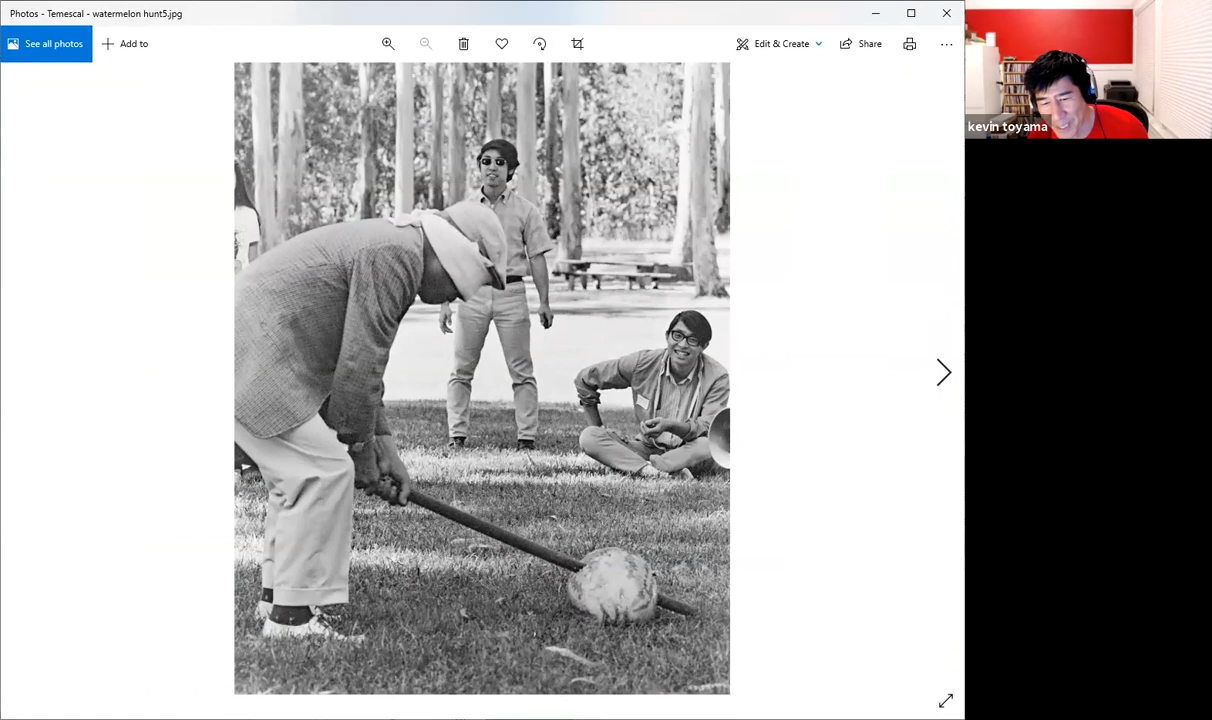 Photos - Temescal - watermelon hunt5.jpg
See all photos
Add to
Edit & Create
Share
kevin toyama